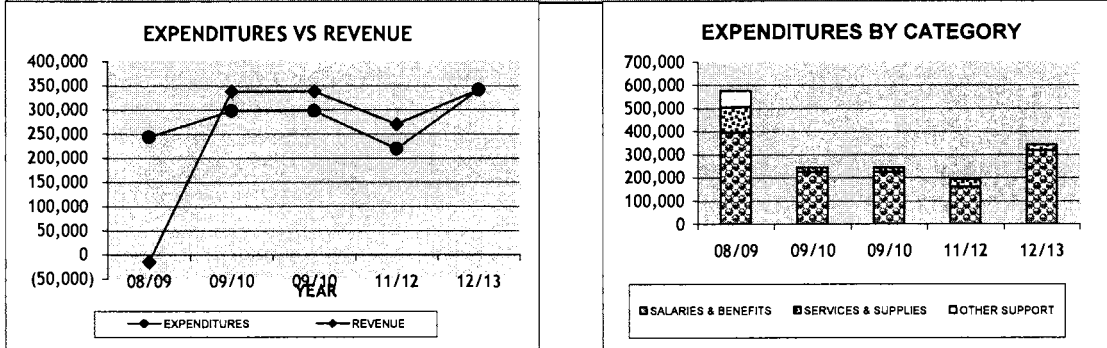 EXPENDITURES VS REVENUE
400,000
350,000
300,000
250,000
200,000
150,000
100,000
50,000
0
(50,000)
08/09 09/10 09/10 11/12 12/13
YEAR
EXPENDITURES REVENUE
EXPENDITURES BY CATEGORY
700,000
600,000
500,000
400,000
300,000
200,000
100,000
0
08/09 09/10 09/10 11/12 12/13
SALARIES & BENEFITS SERVICES & SUPPLIES OTHER SUPPORT